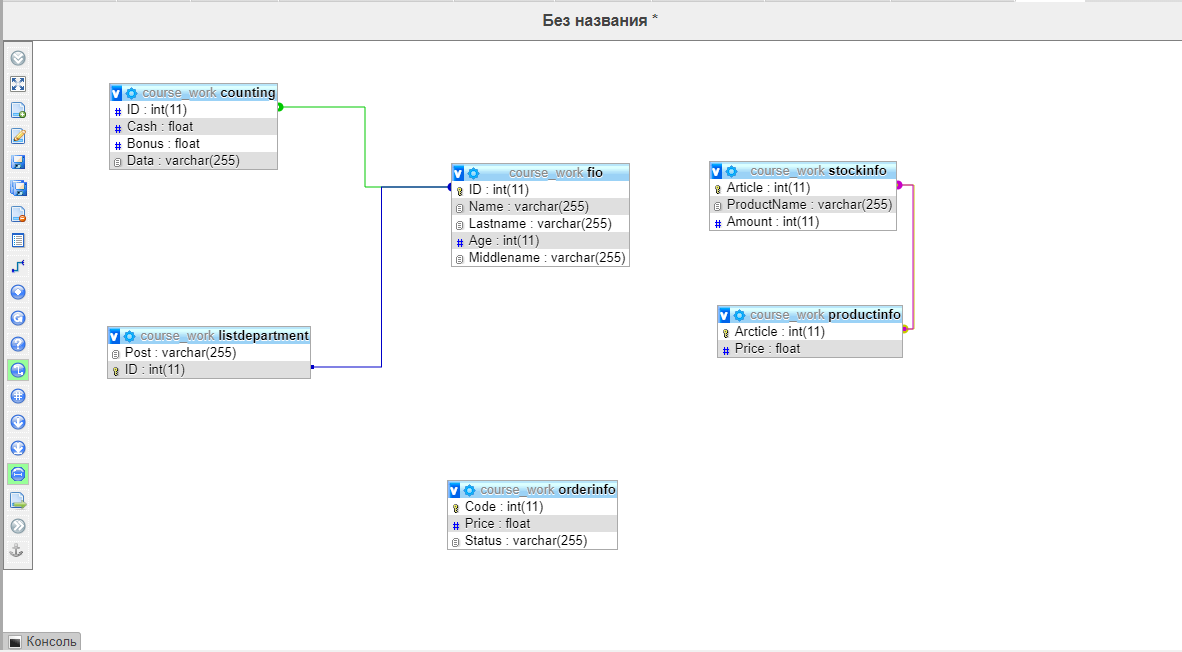 Без названия *
course_work counting
ID : int(11)
Cash : float
Bonus : float
Data : varchar(255)
course_work fio
ID : int(11)
Name : varchar(255)
Lastname : varchar(255)
Age : int(11)
Middlename : varchar(255)
course_work stockinfo
Article : int(11)
ProductName : varchar(255)
Amount : int(11)
course_work productinfo
Arcticle : int(11)
Price : float
course_work listdepartment
Post : varchar(255)
ID : int(11)
course_work orderinfo
Code : int(11)
Price : float
Status : varchar(255)
Консоль